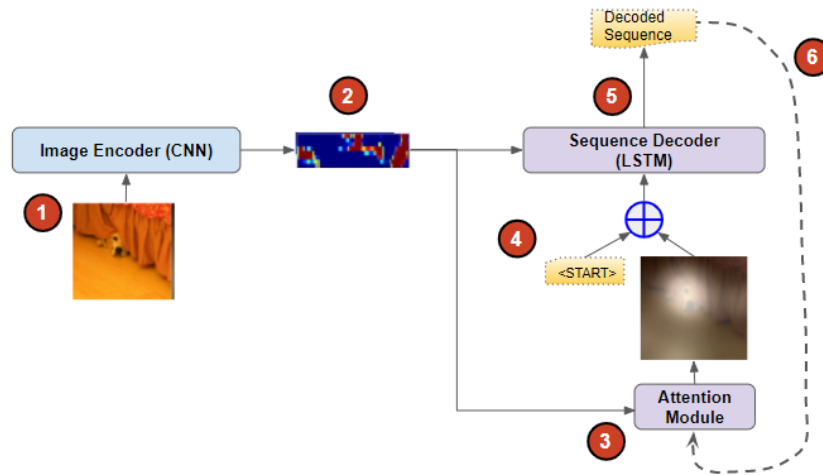 Decoded
Sequence
6
5
2
Image Encoder (CNN)
Sequence Decoder
(LSTM)
1
4
<START>
Attention
Module
3